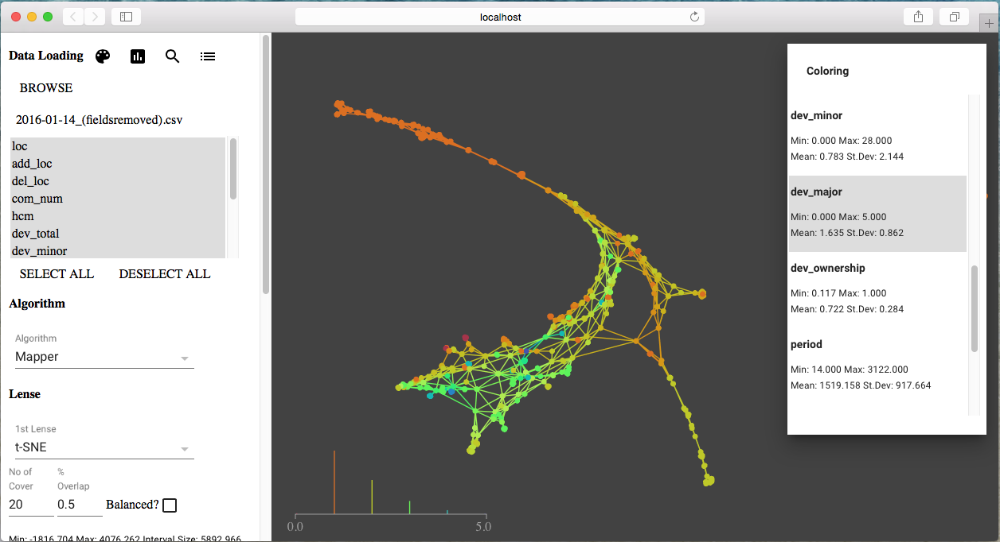 localhost
Data Loading
BROWSE
2016-01-14_(fieldsremoved).csv
loc
add_loc
del_loc
com_num
hcm
dev_total
dev_minor
SELECT ALL DESELECT ALL
Algorithm
Algorithm
Mapper
Lense
1st Lense
t-SNE
No of Cover
% Overlap
20 0.5 Balanced?
Min: -1816.704 Max: 4076.262 Interval Size: 5892.966
0.0 5.0
Coloring
dev_minor
Min: 0.000 Max: 28.000
Mean: 0.783 St.Dev: 2.144
dev_major
Min: 0.000 Max: 5.000
Mean: 1.635 St.Dev: 0.862
dev_ownership
Min: 0.117 Max: 1.000
Mean: 0.722 St.Dev: 0.284
period
Min: 14.000 Max: 3122.000
Mean: 1519.158 St.Dev: 917.664